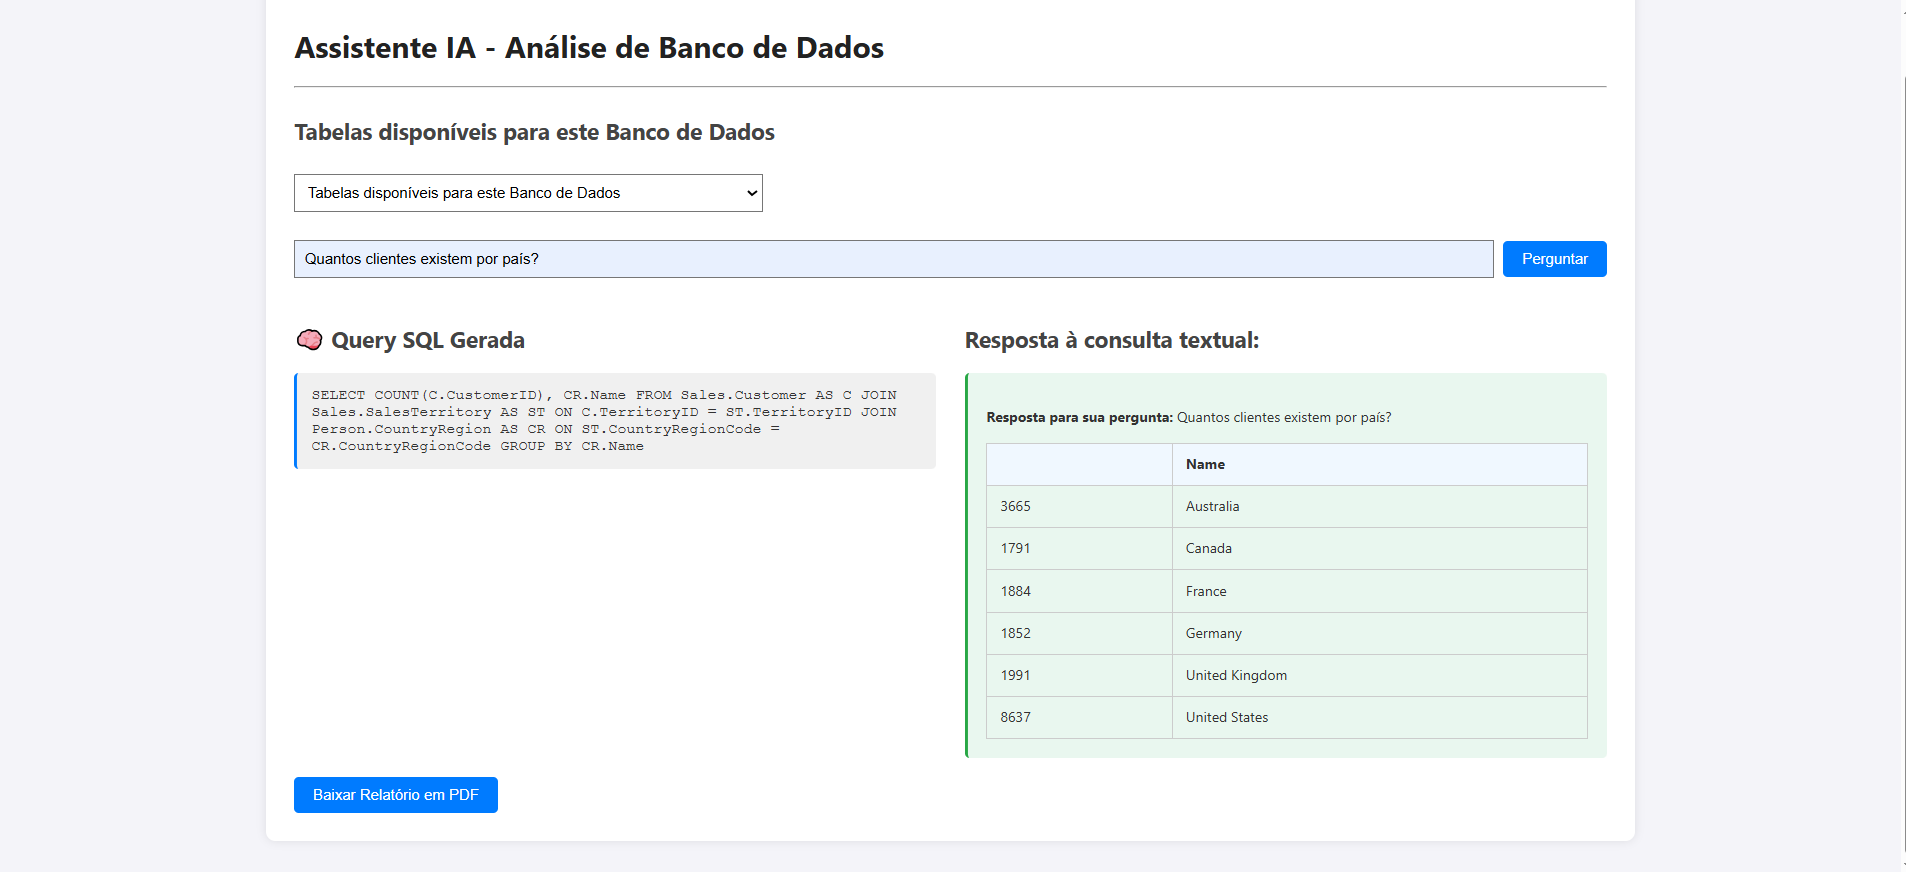 Assistente IA - Análise de Banco de Dados
Tabelas disponíveis para este Banco de Dados
Tabelas disponíveis para este Banco de Dados
Quantos clientes existem por país?
Perguntar
🧠 Query SQL Gerada
SELECT COUNT(C.CustomerID), CR.Name FROM Sales.Customer AS C JOIN
Sales.SalesTerritory AS ST ON C.TerritoryID = ST.TerritoryID JOIN
Person.CountryRegion AS CR ON ST.CountryRegionCode =
CR.CountryRegionCode GROUP BY CR.Name
Resposta à consulta textual:
Resposta para sua pergunta: Quantos clientes existem por país?
Name
3665 Australia
1791 Canada
1884 France
1852 Germany
1991 United Kingdom
8637 United States
Baixar Relatório em PDF